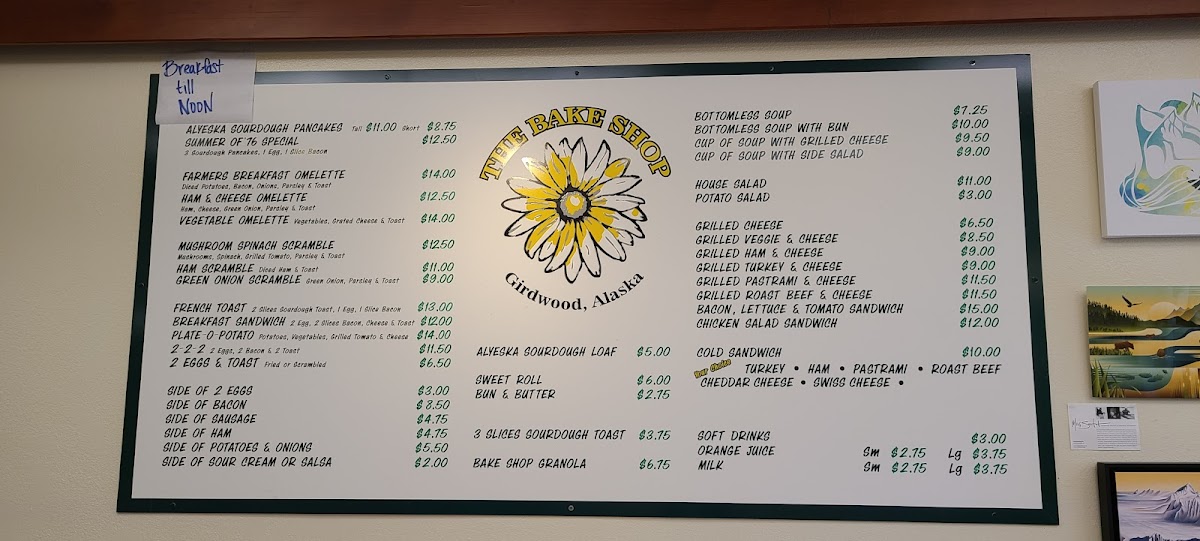 Breakfast
till
NOON
ALYESKA SOURDOUGH PANCAKES Tall $11.00 Short $8.75
SUMMER OF 76 SPECIAL $12.50
3 Sourdough Pancakes, 1 Egg, 1 Slice Bacon
FARMERS BREAKFAST OMELETTE $14.00
Diced Potatoes, Bacon, Onions, Parsley & Toast
HAM & CHEESE OMELETTE $12.50
Ham, Cheese, Green Onion, Parsley & Toast
VEGETABLE OMELETTE Vegetables, Grated Cheese & Toast $14.00
MUSHROOM SPINACH SCRAMBLE $12.50
Mushrooms, Spinach, Grilled Tomato, Parsley & Toast
HAM SCRAMBLE Diced Ham & Toast $11.00
GREEN ONION SCRAMBLE Green Onion, Parsley & Toast $9.00
FRENCH TOAST 2 Slices Sourdough Toast, 1 Egg, 1 Slice Bacon $13.00
BREAKFAST SANDWICH 2 Egg, 2 Slices Bacon, Cheese & Toast $12.00
PLATE-O-POTATO Potatoes, Vegetables, Grilled Tomato & Cheese $14.00
2-2-2 2 Eggs, 2 Bacon & 2 Toast $11.50
2 EGGS & TOAST Fried or Scrambled $6.50
SIDE OF 2 EGGS $3.00
SIDE OF BACON $3.50
SIDE OF SAUSAGE $4.75
SIDE OF HAM $4.75
SIDE OF POTATOES & ONIONS $5.50
SIDE OF SOUR CREAM OR SALSA $2.00
THE BAKE SHOP
Girdwood, Alaska
ALYESKA SOURDOUGH LOAF $5.00
SWEET ROLL $6.00
BUN & BUTTER $2.75
3 SLICES SOURDOUGH TOAST $3.75
BAKE SHOP GRANOLA $6.75
BOTTOMLESS SOUP $7.25
BOTTOMLESS SOUP WITH BUN $10.00
CUP OF SOUP WITH GRILLED CHEESE $9.50
CUP OF SOUP WITH SIDE SALAD $9.00
HOUSE SALAD $11.00
POTATO SALAD $3.00
GRILLED CHEESE $6.50
GRILLED VEGGIE & CHEESE $8.50
GRILLED HAM & CHEESE $9.00
GRILLED TURKEY & CHEESE $9.00
GRILLED PASTRAMI & CHEESE $11.50
GRILLED ROAST BEEF & CHEESE $11.50
BACON, LETTUCE & TOMATO SANDWICH $15.00
CHICKEN SALAD SANDWICH $12.00
COLD SANDWICH $10.00
Your Choice TURKEY • HAM • PASTRAMI • ROAST BEEF
CHEDDAR CHEESE • SWISS CHEESE •
SOFT DRINKS $3.00
ORANGE JUICE Sm $2.75 Lg $3.75
MILK Sm $2.75 Lg $3.75